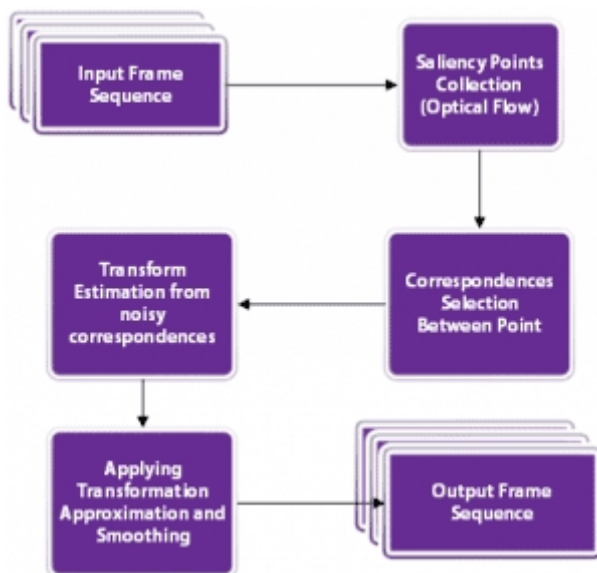 Input Frame
Sequence
Saliency Points
Collection
(Optical Flow)
Correspondences
Selection
Between Point
Transform
Estimation from
noisy
correspondences
Applying
Transformation
Approximation and
Smoothing
Output Frame
Sequence